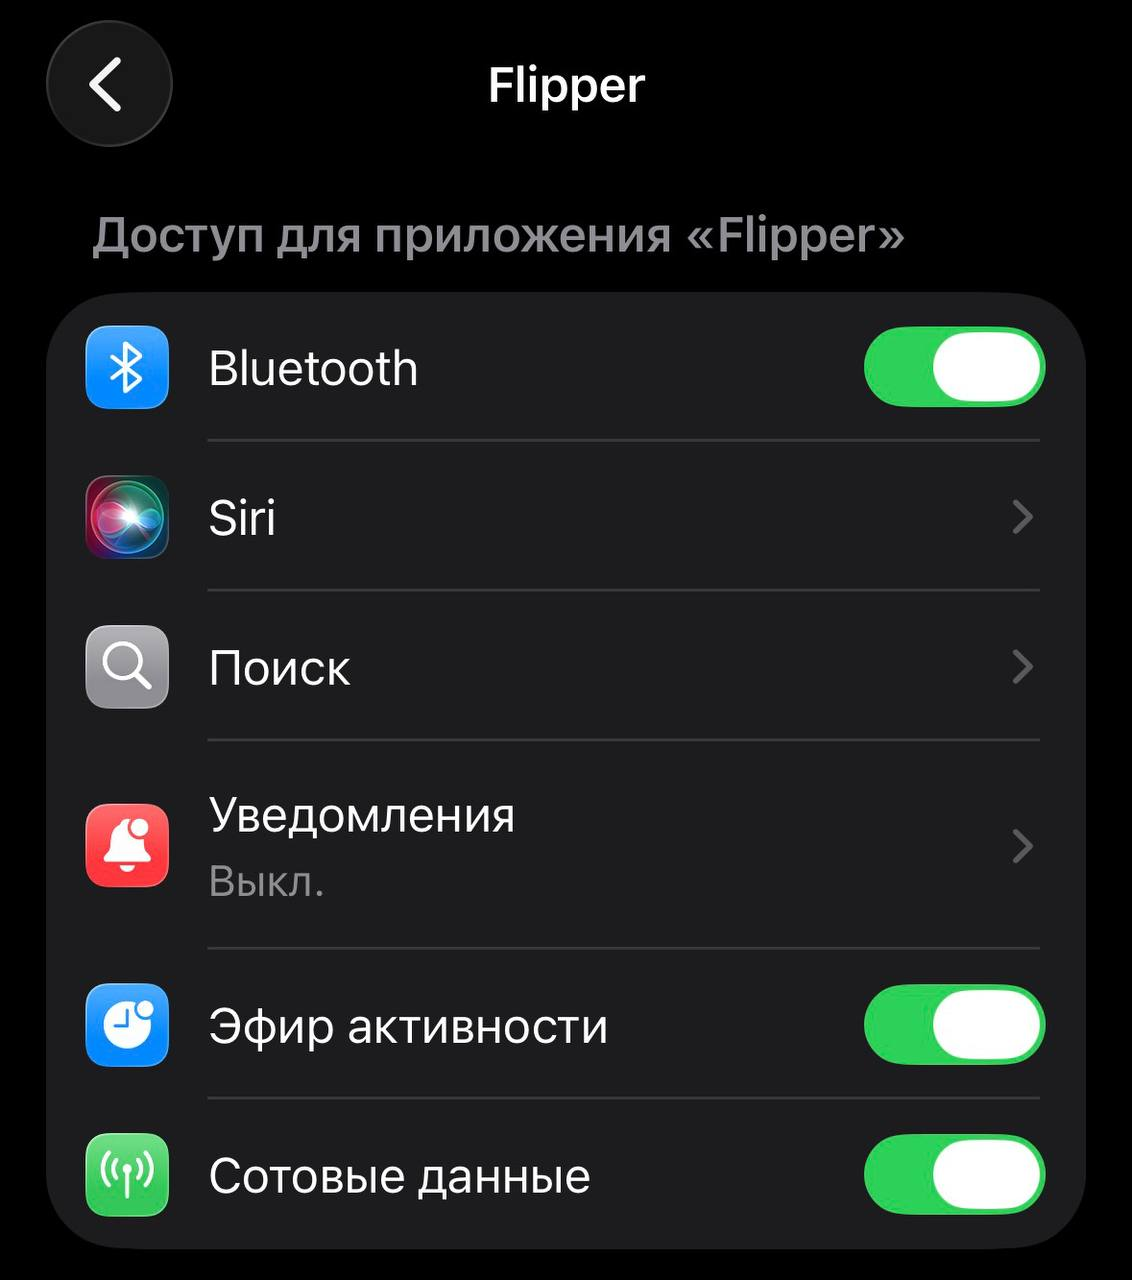 Flipper
Доступ для приложения «Flipper»
Bluetooth
Siri
Поиск
Уведомления
Выкл.
Эфир активности
Сотовые данные